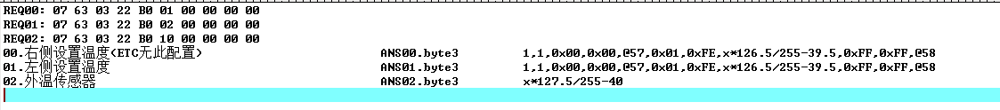 REQ00: 07 63 03 22 B0 01 00 00 00 00
REQ01: 07 63 03 22 B0 02 00 00 00 00
REQ02: 07 63 03 22 B0 10 00 00 00 00
00.右侧设置温度(ETC无此配置) ANS00.byte3 1,1,0x00,0x00,@57,0x01,0xFE,x*126.5/255-39.5,0xFF,0xFF,@58
01.左侧设置温度 ANS01.byte3 1,1,0x00,0x00,@57,0x01,0xFE,x*126.5/255-39.5,0xFF,0xFF,@58
02.外温传感器 ANS02.byte3 x*127.5/255-40